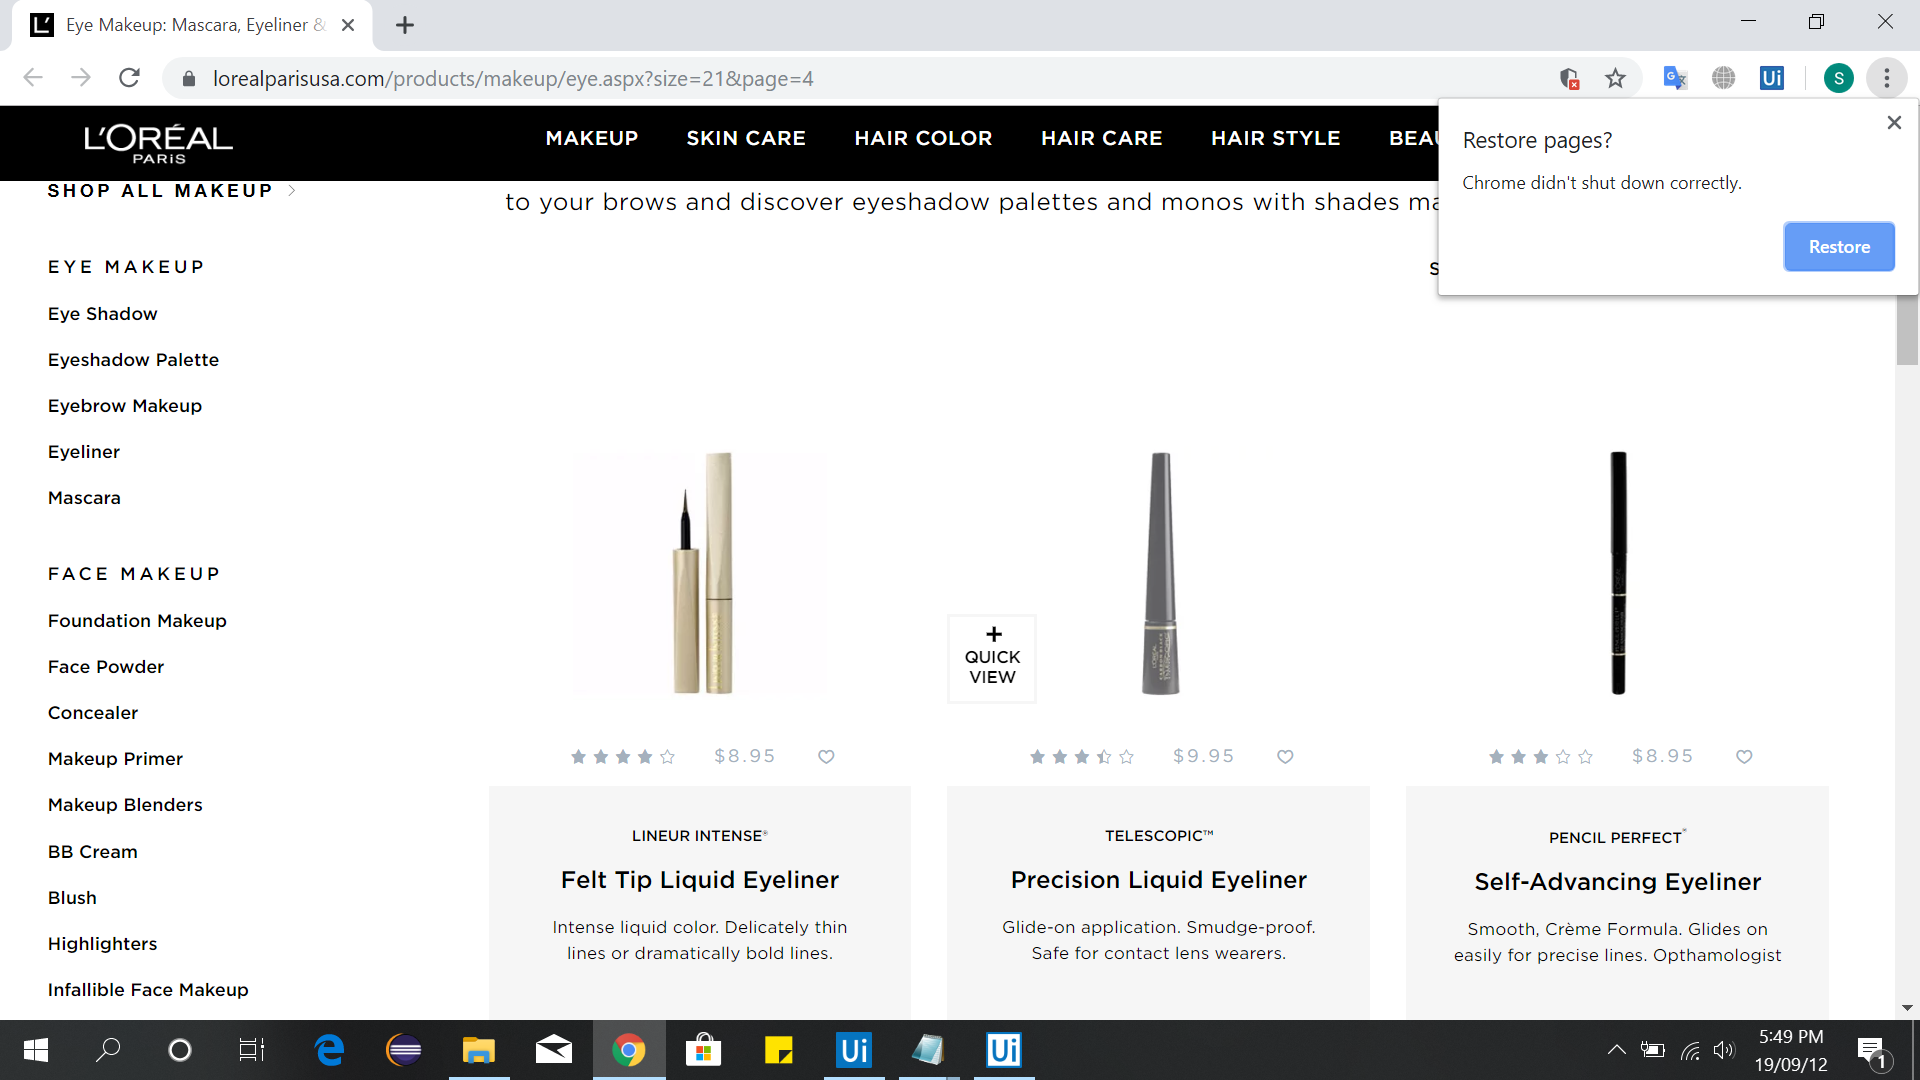 Eye Makeup: Mascara, Eyeliner &
lorealparisusa.com/products/makeup/eye.aspx?size=21&page=4
Ui
S
L'ORÉAL
PARIS
MAKEUP
SKIN CARE
HAIR COLOR
HAIR CARE
HAIR STYLE
BEAU
Restore pages?
Chrome didn't shut down correctly.
Restore
SHOP ALL MAKEUP
to your brows and discover eyeshadow palettes and monos with shades ma
S
EYE MAKEUP
Eye Shadow
Eyeshadow Palette
Eyebrow Makeup
Eyeliner
Mascara
FACE MAKEUP
Foundation Makeup
Face Powder
Concealer
Makeup Primer
Makeup Blenders
BB Cream
Blush
Highlighters
Infallible Face Makeup
+
QUICK
VIEW
$8.95
$9.95
$8.95
LINEUR INTENSE®
Felt Tip Liquid Eyeliner
Intense liquid color. Delicately thin
lines or dramatically bold lines.
TELESCOPIC™
Precision Liquid Eyeliner
Glide-on application. Smudge-proof.
Safe for contact lens wearers.
PENCIL PERFECT®
Self-Advancing Eyeliner
Smooth, Crème Formula. Glides on
easily for precise lines. Opthamologist
Ui
Ui
5:49 PM
19/09/12
1